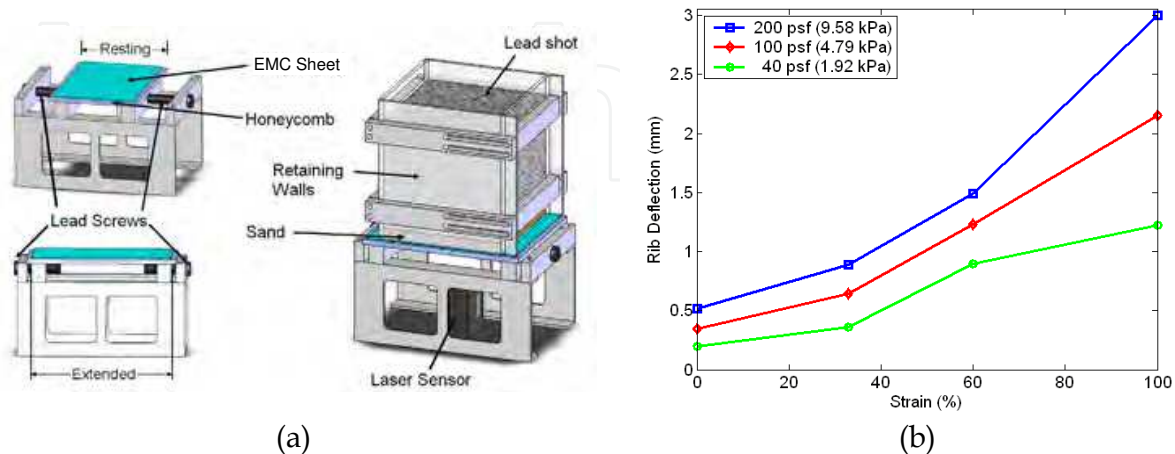 Resting
EMC Sheet
Honeycomb
Lead Screws
Extended
Lead shot
Retaining
Walls
Sand
Laser Sensor
(a)
200 psf (9.58 kPa)
100 psf (4.79 kPa)
40 psf (1.92 kPa)
Rib Deflection (mm)
3
2.5
2
1.5
1
0.5
0
0
20
40
60
80
100
Strain (%)
(b)